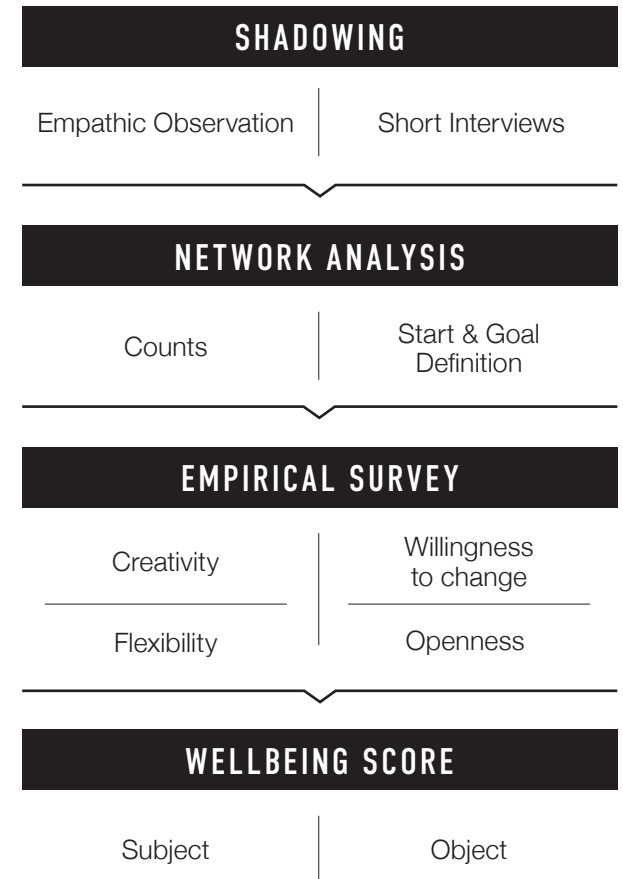 SHADOWING
Empathic Observation
Short Interviews
NETWORK ANALYSIS
Counts
Start & Goal
Definition
EMPIRICAL SURVEY
Creativity
Willingness
to change
Flexibility
Openness
WELLBEING SCORE
Subject
Object